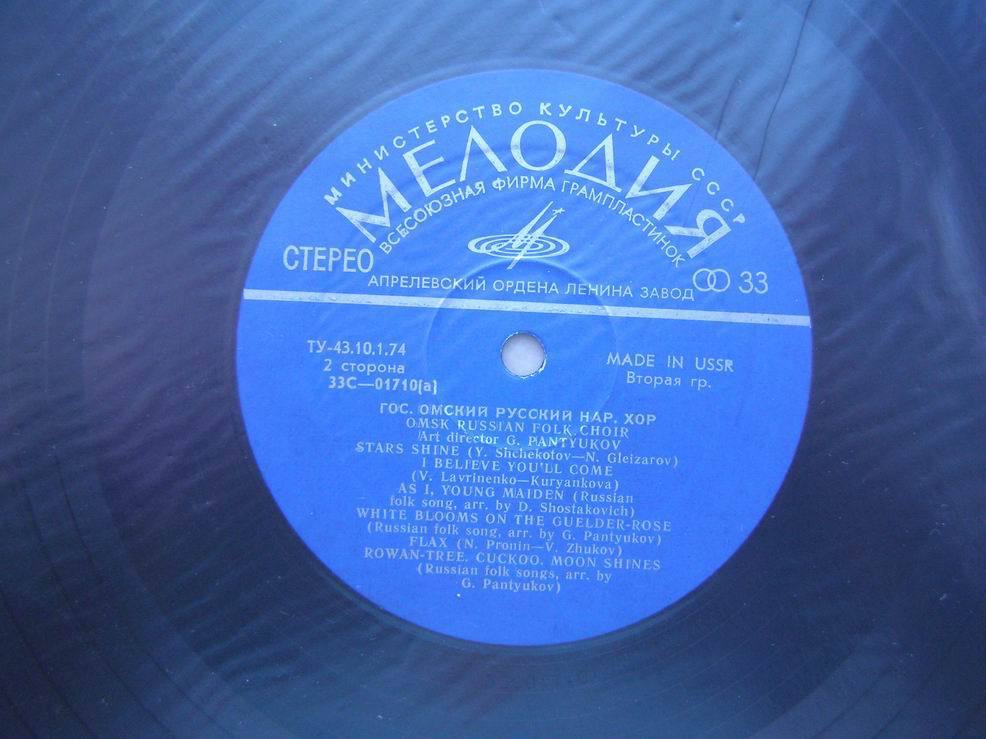 МИНИСТЕРСТВО КУЛЬТУРЫ СССР
МЕЛОДИЯ
ВСЕСОЮЗНАЯ ФИРМА ГРАМПЛАСТИНОК
СТЕРЕО
33
АПРЕЛЕВСКИЙ ОРДЕНА ЛЕНИНА ЗАВОД
ТУ-43.10.1.74
2 сторона
33С—01710(а)
MADE IN USSR
Вторая гр.
ГОС. ОМСКИЙ РУССКИЙ НАР. ХОР
OMSK RUSSIAN FOLK CHOIR
Art director G. PANTYUKOV
STARS SHINE (Y. Shchekotov—N. Gleizarov)
I BELIEVE YOU'LL COME
(V. Lavrinenko—Kuryankova)
AS I, YOUNG MAIDEN (Russian
folk song, arr. by D. Shostakovich)
WHITE BLOOMS ON THE GUELDER-ROSE
(Russian folk song, arr. by G. Pantyukov)
FLAX (N. Pronin—V. Zhukov)
ROWAN-TREE. CUCKOO. MOON SHINES
(Russian folk songs, arr. by
G. Pantyukov)